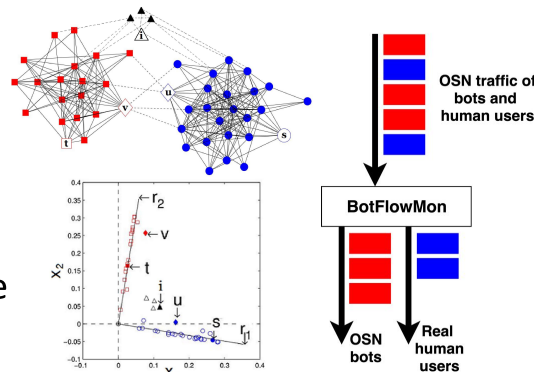 i
u
v
t
s
OSN traffic of
bots and
human users
BotFlowMon
OSN
bots
Real
human
users
0.4
0.35
0.3
0.25
0.2
0.15
0.1
0.05
0
−0.05
−0.1
−0.1
0
0.1
0.2
0.3
0.4
X2
r2
v
t
i
u
s
r1
e